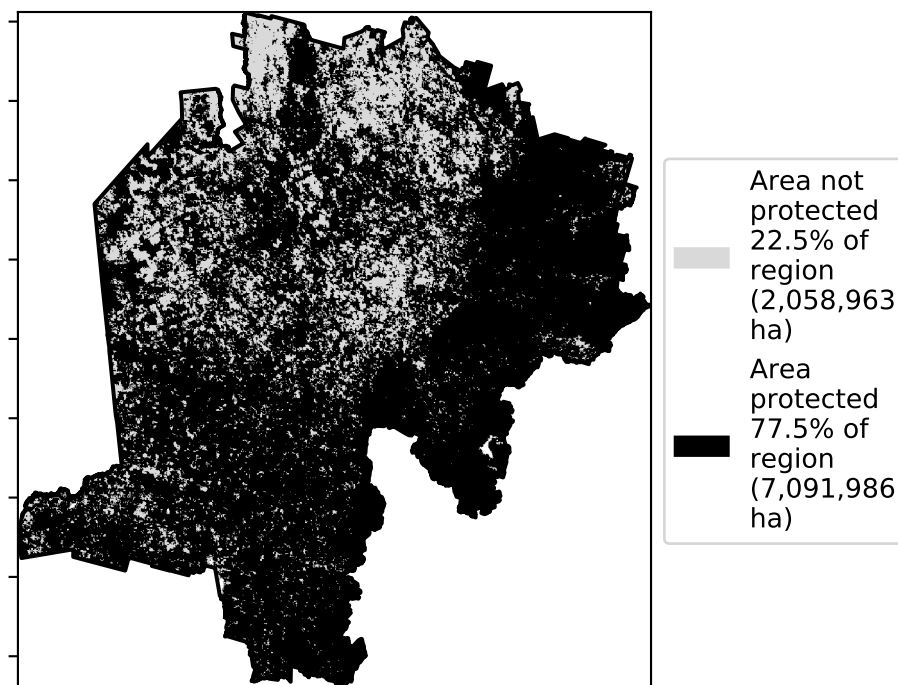 Area not
protected
22.5% of
region
(2,058,963
ha)
Area
protected
77.5% of
region
(7,091,986
ha)